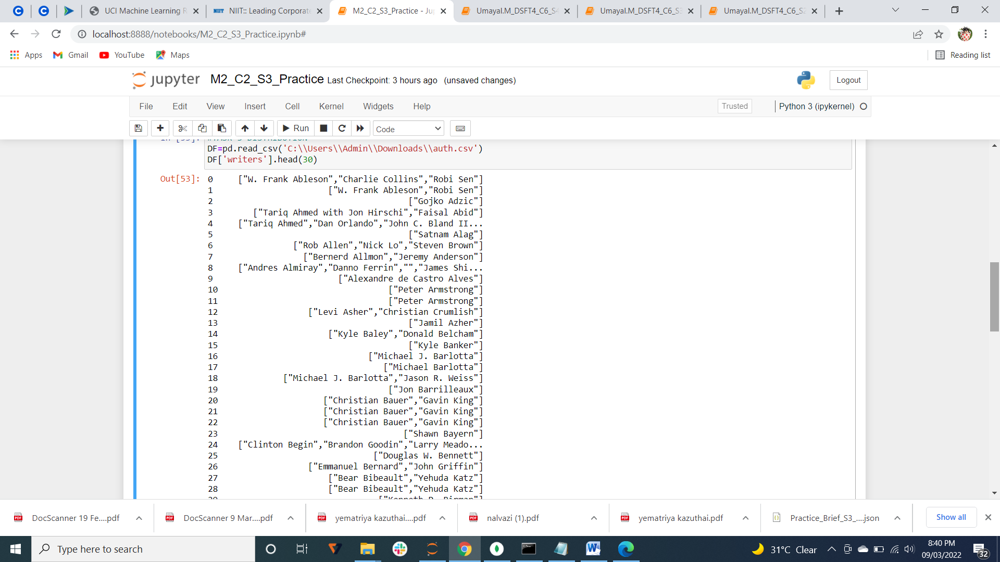 UCI Machine Learning R
NIIT:: Leading Corporate
M2_C2_S3_Practice - Ju
Umayal.M_DSFT4_C6_S4
Umayal.M_DSFT4_C6_S3
Umayal.M_DSFT4_C6_S2
localhost:8888/notebooks/M2_C2_S3_Practice.ipynb#
Apps Gmail YouTube Maps Reading list
jupyter M2_C2_S3_Practice Last Checkpoint: 3 hours ago (unsaved changes) Logout
File Edit View Insert Cell Kernel Widgets Help Trusted Python 3 (ipykernel)
Run Code
DF=pd.read_csv('C:\\Users\\Admin\\Downloads\\auth.csv')
DF['writers'].head(30)
Out[53]: 0 ["W. Frank Ableson","Charlie Collins","Robi Sen"]
1 ["W. Frank Ableson","Robi Sen"]
2 ["Gojko Adzic"]
3 ["Tariq Ahmed with Jon Hirschi","Faisal Abid"]
4 ["Tariq Ahmed","Dan Orlando","John C. Bland II...
5 ["Satnam Alag"]
6 ["Rob Allen","Nick Lo","Steven Brown"]
7 ["Bernerd Allmon","Jeremy Anderson"]
8 ["Andres Almiray","Danno Ferrin","","James Shi...
9 ["Alexandre de Castro Alves"]
10 ["Peter Armstrong"]
11 ["Peter Armstrong"]
12 ["Levi Asher","Christian Crumlish"]
13 ["Jamil Azher"]
14 ["Kyle Baley","Donald Belcham"]
15 ["Kyle Banker"]
16 ["Michael J. Barlotta"]
17 ["Michael Barlotta"]
18 ["Michael J. Barlotta","Jason R. Weiss"]
19 ["Jon Barrilleaux"]
20 ["Christian Bauer","Gavin King"]
21 ["Christian Bauer","Gavin King"]
22 ["Christian Bauer","Gavin King"]
23 ["Shawn Bayern"]
24 ["Clinton Begin","Brandon Goodin","Larry Meado...
25 ["Douglas W. Bennett"]
26 ["Emmanuel Bernard","John Griffin"]
27 ["Bear Bibeault","Yehuda Katz"]
28 ["Bear Bibeault","Yehuda Katz"]
DocScanner 19 Fe....pdf
DocScanner 9 Mar....pdf
yematriya kazuthai....pdf
nalvazi (1).pdf
yematriya kazuthai.pdf
Practice_Brief_S3_....json
Show all
Type here to search
31°C Clear
8:40 PM
09/03/2022
32